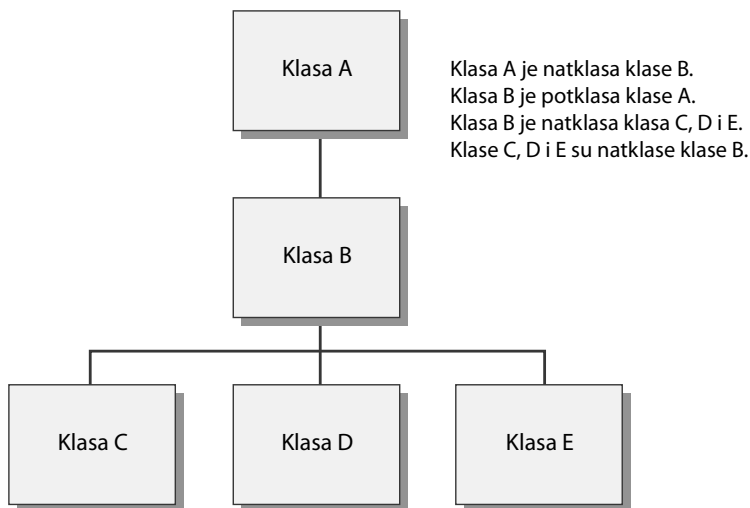 Klasa A
Klasa A je natklasa klase B.
Klasa B je potklasa klase A.
Klasa B je natklasa klasa C, D i E.
Klase C, D i E su natklase klase B.
Klasa B
Klasa C
Klasa D
Klasa E